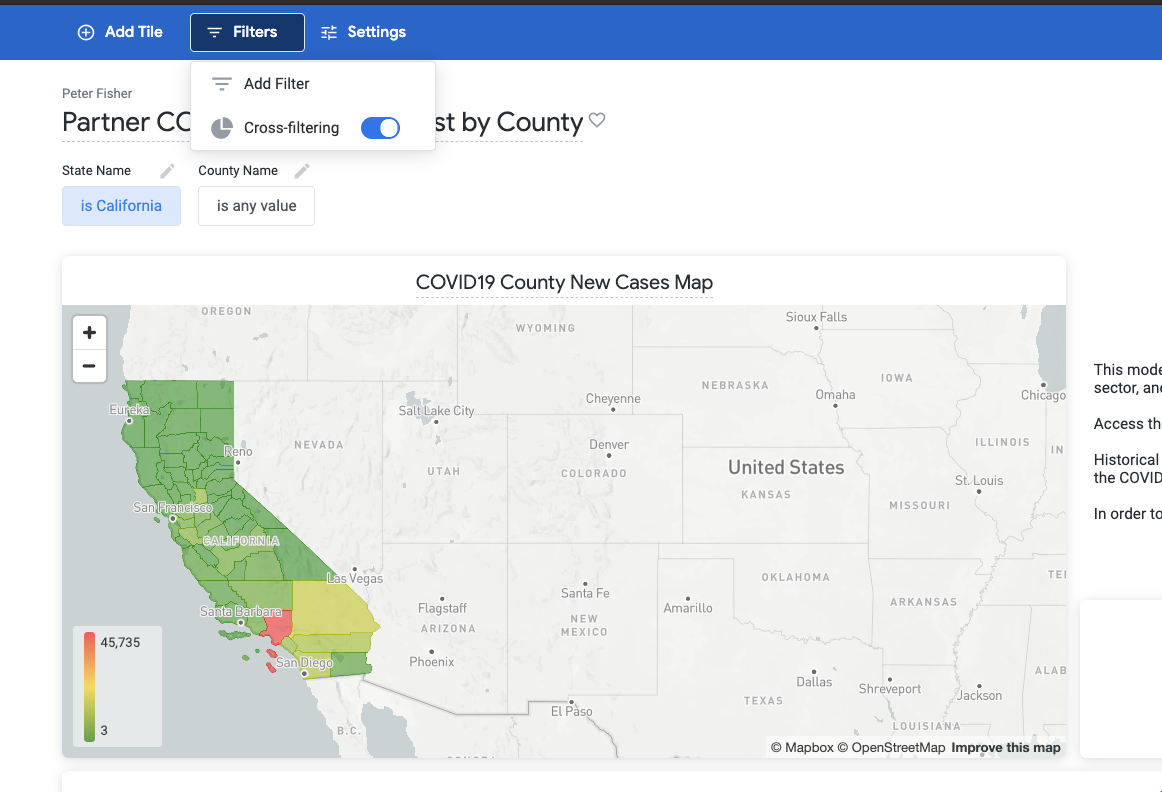 Add Tile
Filters
Settings
Add Filter
Cross-filtering
Peter Fisher
Partner CO
st by County
State Name
County Name
is California
is any value
COVID19 County New Cases Map
+
−
OREGON
WYOMING
Sioux Falls
NEBRASKA
IOWA
Omaha
Chicago
Cheyenne
Eureka
Salt Lake City
Reno
NEVADA
UTAH
Denver
COLORADO
United States
KANSAS
ILLINOIS
IN
St. Louis
MISSOURI
San Francisco
CALIFORNIA
Las Vegas
Santa Fe
OKLAHOMA
TE
Santa Barbara
Flagstaff
ARIZONA
NEW
MEXICO
Amarillo
ARKANSAS
San Diego
Phoenix
Dallas
Shreveport
Jackson
ALAB
TEXAS
El Paso
LOUISIANA
B.C.
45,735
3
© Mapbox © OpenStreetMap Improve this map
This mode
sector, an
Access th
Historical
the COVID
In order to